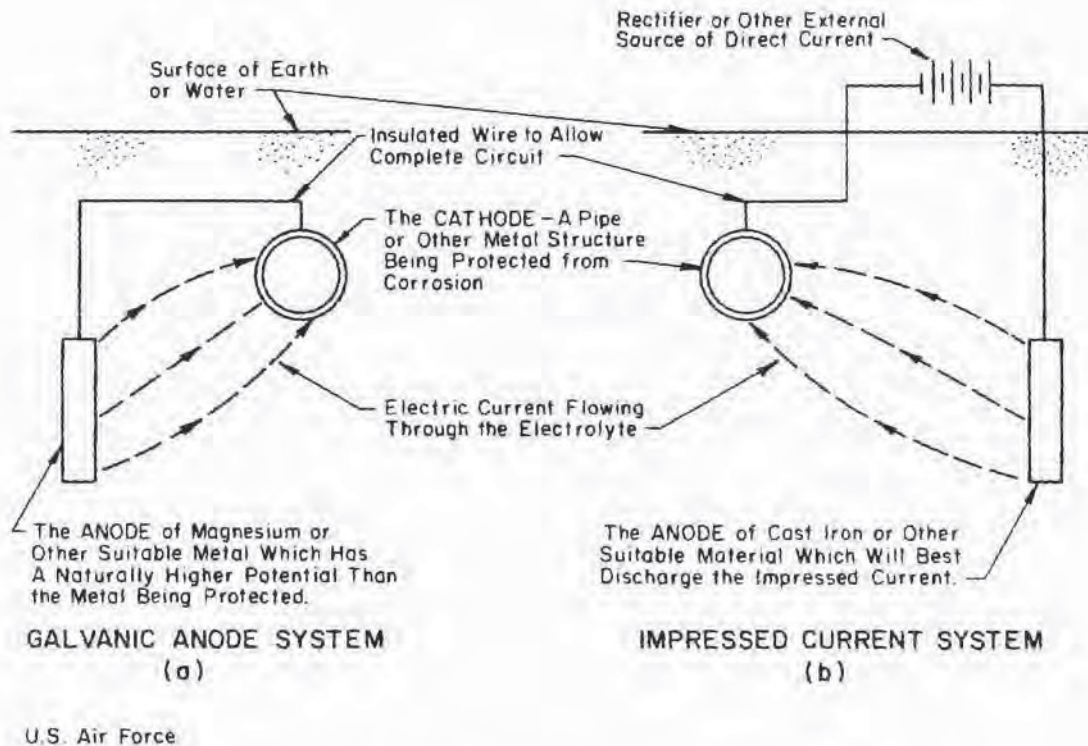 Rectifier or Other External
Source of Direct Current
Surface of Earth
or Water
Insulated Wire to Allow
Complete Circuit
The CATHODE - A Pipe
or Other Metal Structure
Being Protected from
Corrosion
Electric Current Flowing
Through the Electrolyte
The ANODE of Magnesium or
Other Suitable Metal Which Has
A Naturally Higher Potential Than
the Metal Being Protected.
The ANODE of Cast Iron or Other
Suitable Material Which Will Best
Discharge the Impressed Current.
GALVANIC ANODE SYSTEM
(a)
IMPRESSED CURRENT SYSTEM
(b)
U.S. Air Force